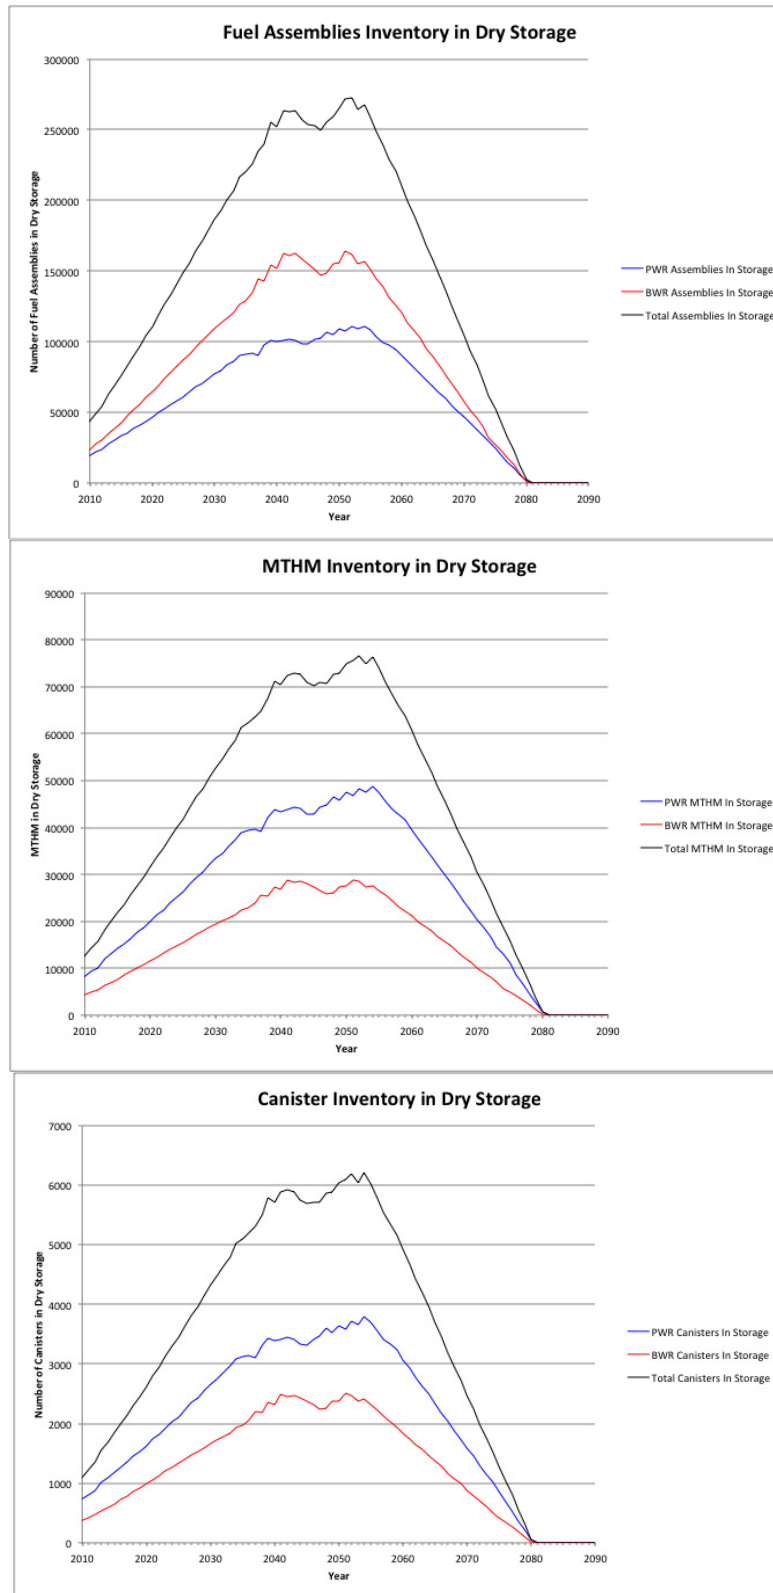 Fuel Assemblies Inventory in Dry Storage
300000
250000
200000
150000
100000
50000
0
Number of Fuel Assemblies in Dry Storage
2010 2020 2030 2040 2050 2060 2070 2080 2090
Year
PWR Assemblies In Storage
BWR Assemblies In Storage
Total Assemblies In Storage
MTHM Inventory in Dry Storage
90000
80000
70000
60000
50000
40000
30000
20000
10000
0
MTHM in Dry Storage
2010 2020 2030 2040 2050 2060 2070 2080 2090
Year
PWR MTHM In Storage
BWR MTHM In Storage
Total MTHM In Storage
Canister Inventory in Dry Storage
7000
6000
5000
4000
3000
2000
1000
0
Number of Canisters in Dry Storage
2010 2020 2030 2040 2050 2060 2070 2080 2090
Year
PWR Canisters In Storage
BWR Canisters In Storage
Total Canisters In Storage